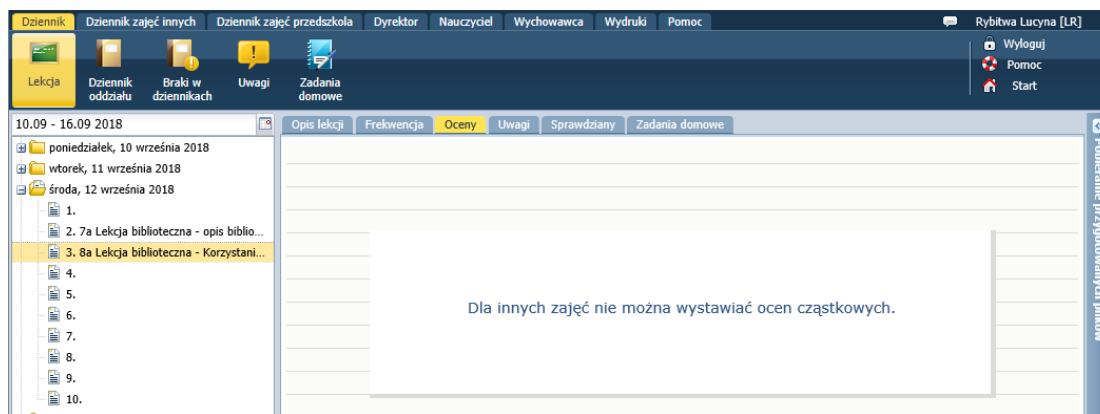 Dziennik Dziennik zajęć innych Dziennik zajęć przedszkola Dyrektor Nauczyciel Wychowawca Wydruki Pomoc Rybitwa Lucyna [LR]
Lekcja
Dziennik oddziału
Braki w dziennikach
Uwagi
Zadania domowe
Wyloguj
Pomoc
Start
10.09 - 16.09 2018
Opis lekcji Frekwencja Oceny Uwagi Sprawdziany Zadania domowe
poniedziałek, 10 września 2018
wtorek, 11 września 2018
środa, 12 września 2018
1.
2. 7a Lekcja biblioteczna - opis biblio...
3. 8a Lekcja biblioteczna - Korzystani...
4.
5.
6.
7.
8.
9.
10.
Dla innych zajęć nie można wystawiać ocen cząstkowych.
Pobieranie przygotowanych plików